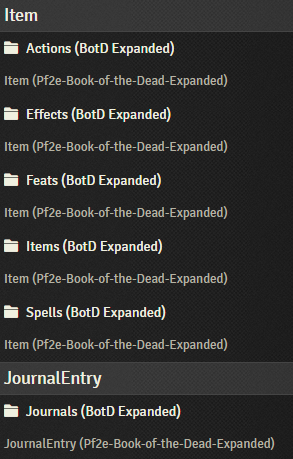 Item
Actions (BotD Expanded)
Item (Pf2e-Book-of-the-Dead-Expanded)
Effects (BotD Expanded)
Item (Pf2e-Book-of-the-Dead-Expanded)
Feats (BotD Expanded)
Item (Pf2e-Book-of-the-Dead-Expanded)
Items (BotD Expanded)
Item (Pf2e-Book-of-the-Dead-Expanded)
Spells (BotD Expanded)
Item (Pf2e-Book-of-the-Dead-Expanded)
JournalEntry
Journals (BotD Expanded)
JournalEntry (Pf2e-Book-of-the-Dead-Expanded)